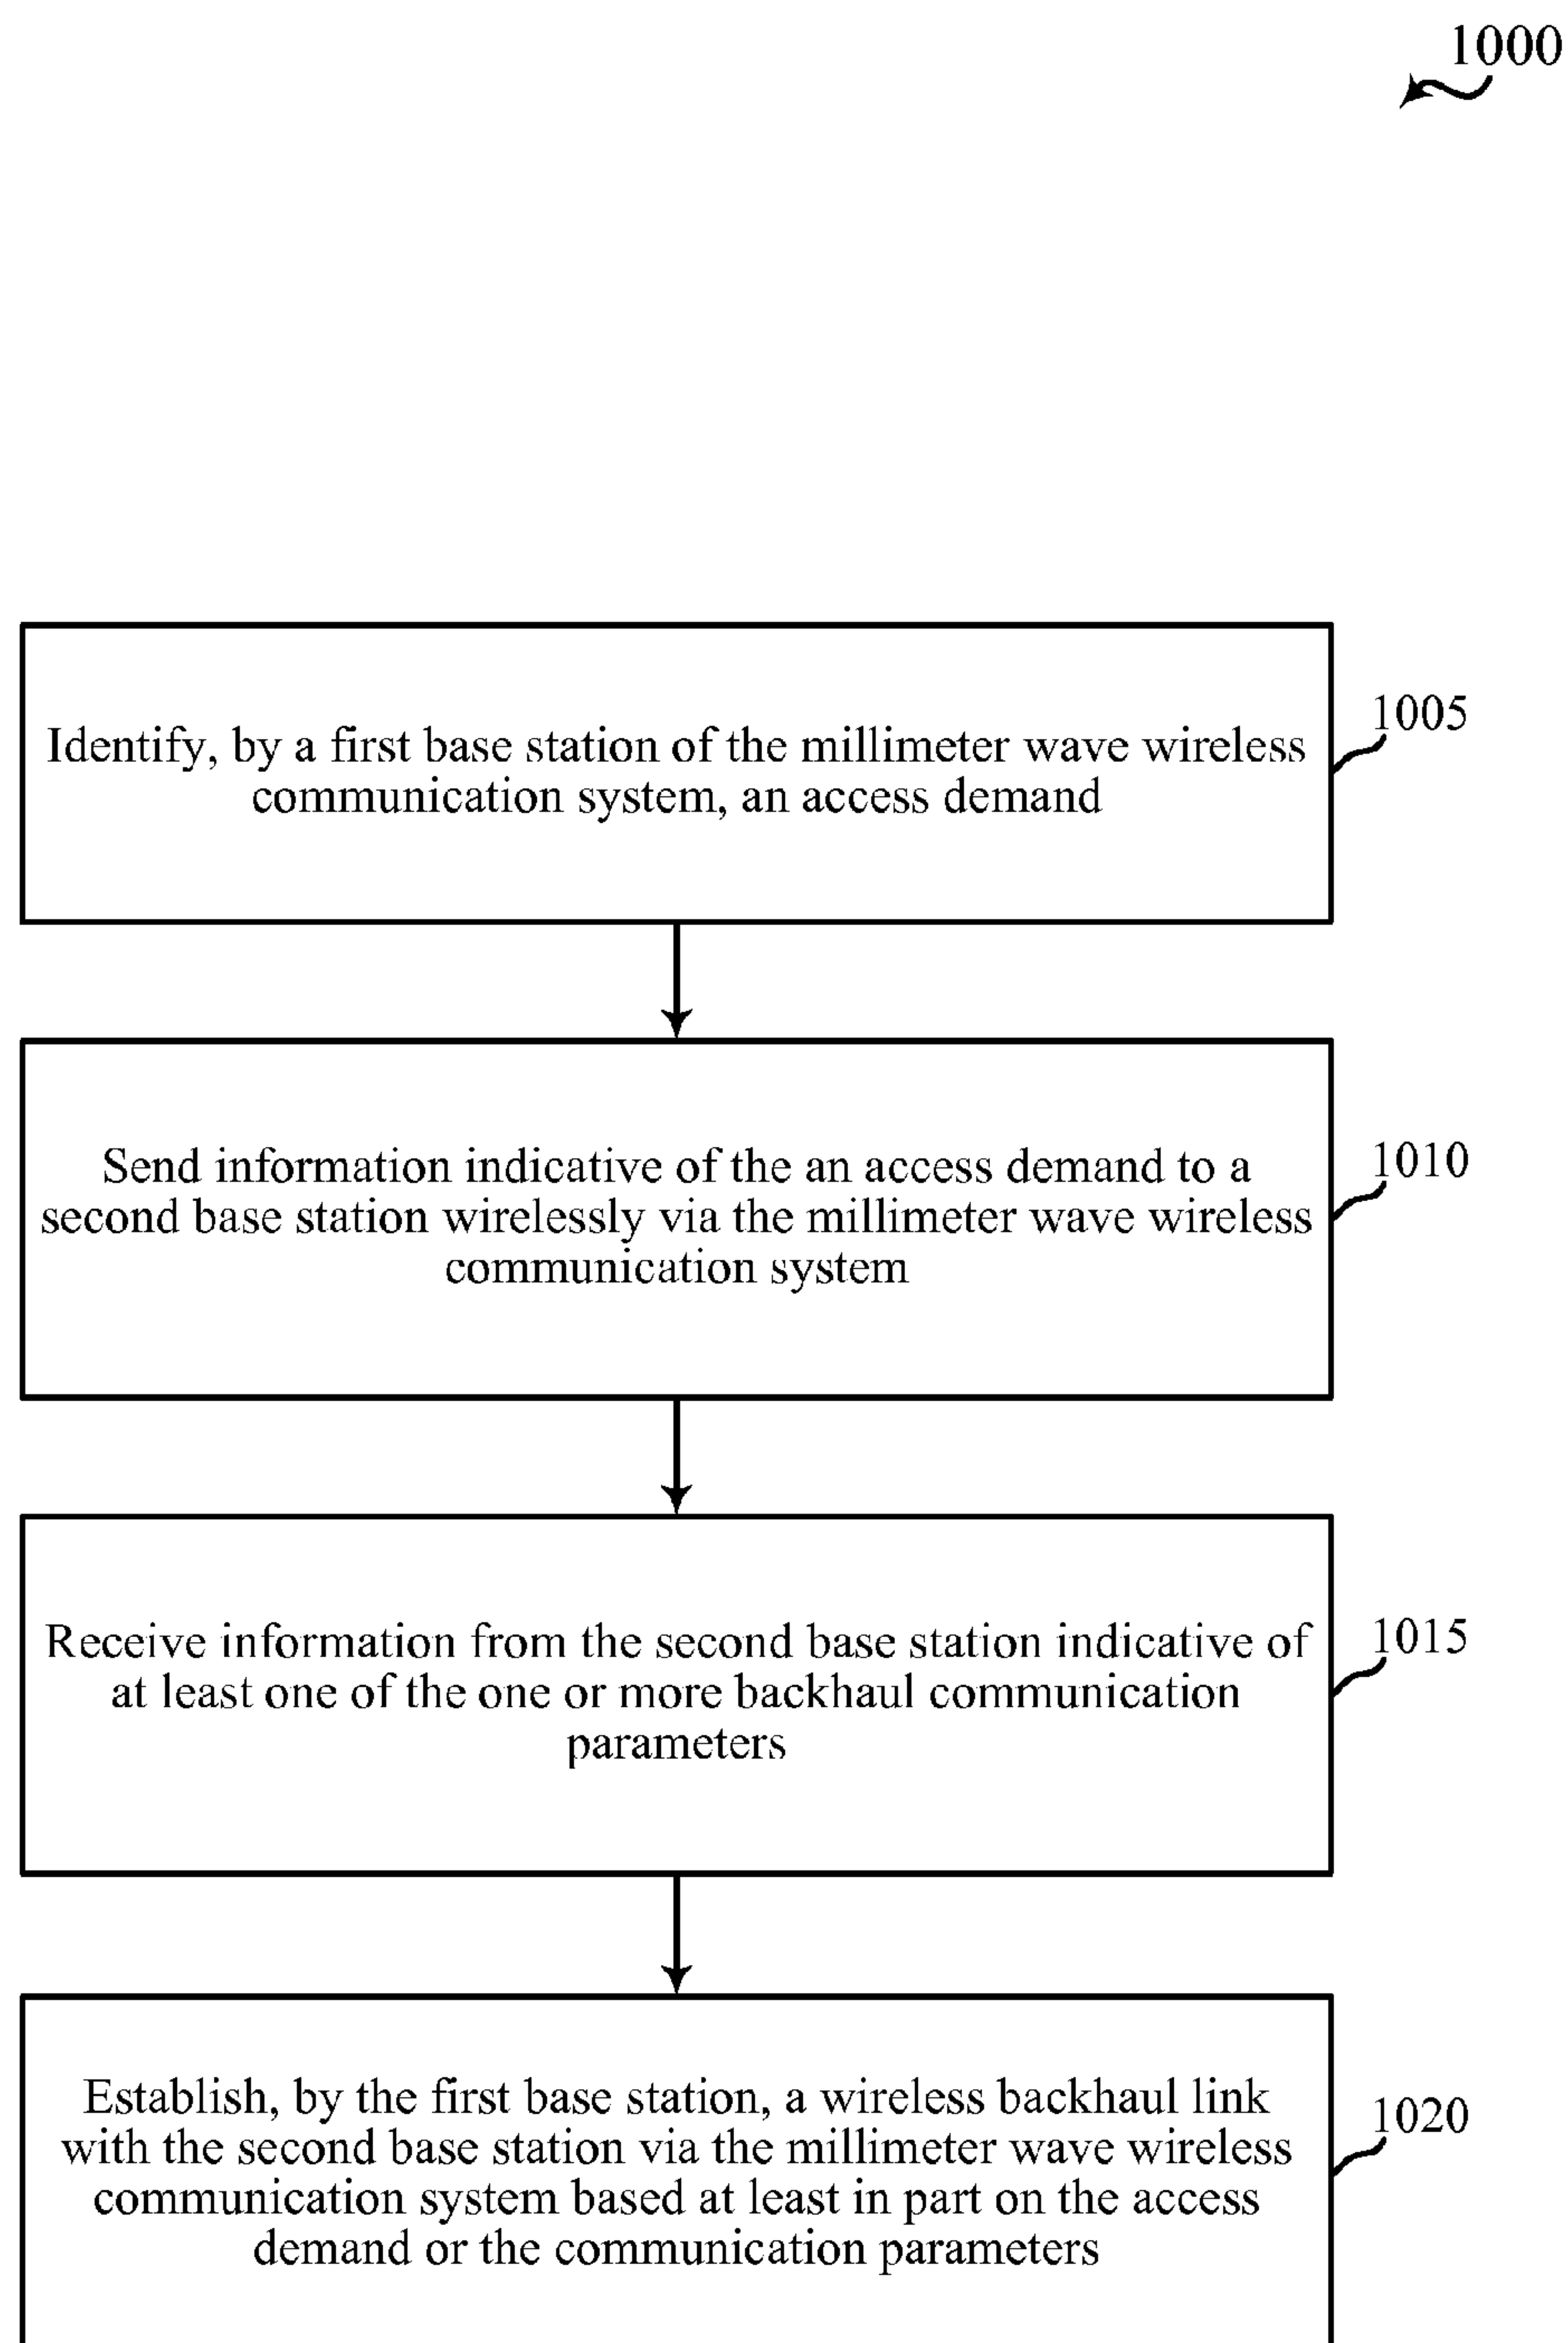 1000
Identify, by a first base station of the millimeter wave wireless
communication system, an access demand
1005
Send information indicative of the an access demand to a
second base station wirelessly via the millimeter wave wireless
communication system
1010
Receive information from the second base station indicative of
at least one of the one or more backhaul communication
parameters
1015
Establish, by the first base station, a wireless backhaul link
with the second base station via the millimeter wave wireless
communication system based at least in part on the access
demand or the communication parameters
1020